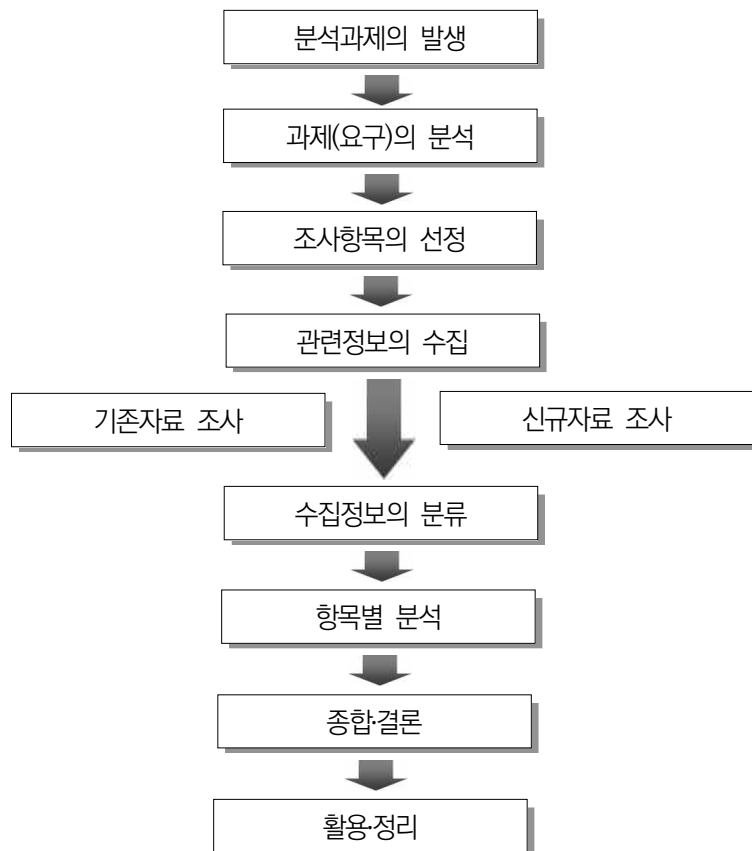 분석과제의 발생
과제(요구)의 분석
조사항목의 선정
관련정보의 수집
기존자료 조사
신규자료 조사
수집정보의 분류
항목별 분석
종합·결론
활용·정리